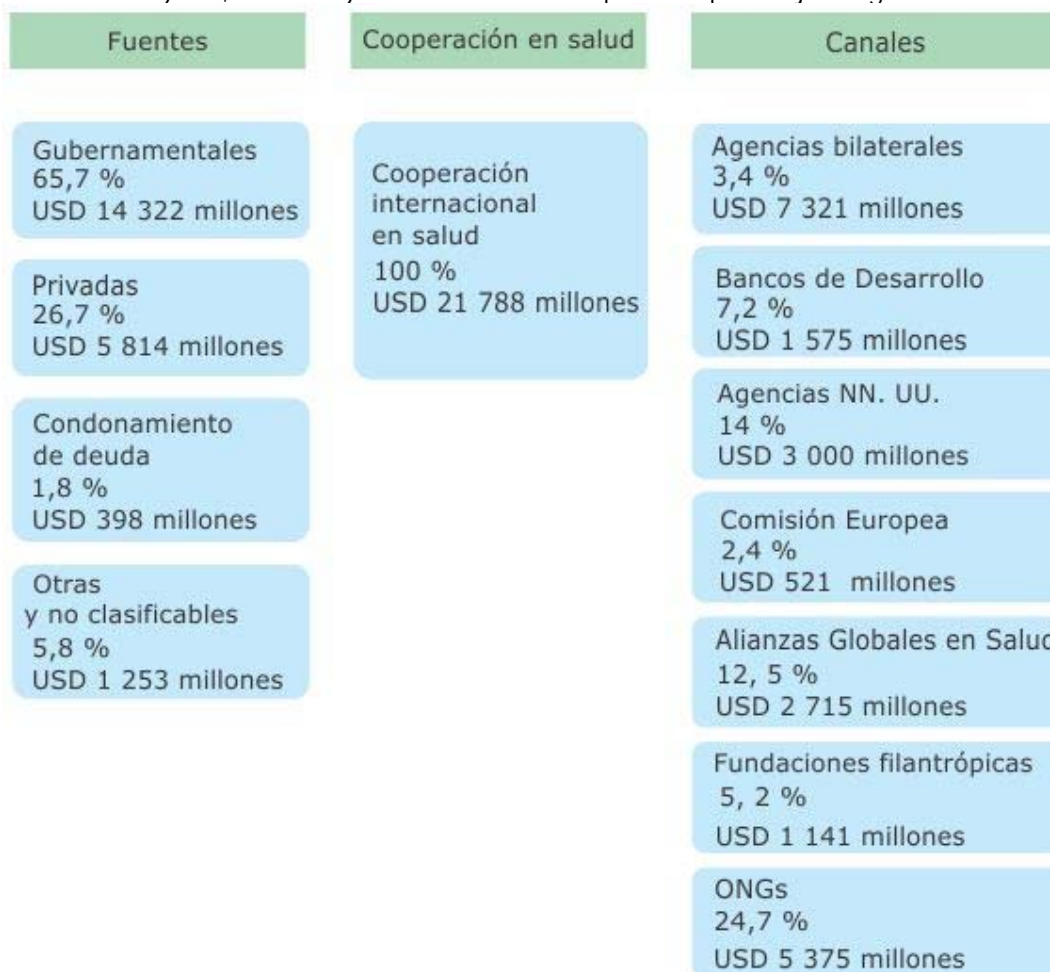 Fuentes
Gubernamentales
65,7 %
USD 14 322 millones
Privadas
26,7 %
USD 5 814 millones
Condonamiento
de deuda
1,8 %
USD 398 millones
Otras
y no clasificables
5,8 %
USD 1 253 millones
Cooperación en salud
Cooperación
internacional
en salud
100 %
USD 21 788 millones
Canales
Agencias bilaterales
3,4 %
USD 7 321 millones
Bancos de Desarrollo
7,2 %
USD 1 575 millones
Agencias NN. UU.
14 %
USD 3 000 millones
Comisión Europea
2,4 %
USD 521 millones
Alianzas Globales en Salud
12, 5 %
USD 2 715 millones
Fundaciones filantrópicas
5, 2 %
USD 1 141 millones
ONGs
24,7 %
USD 5 375 millones